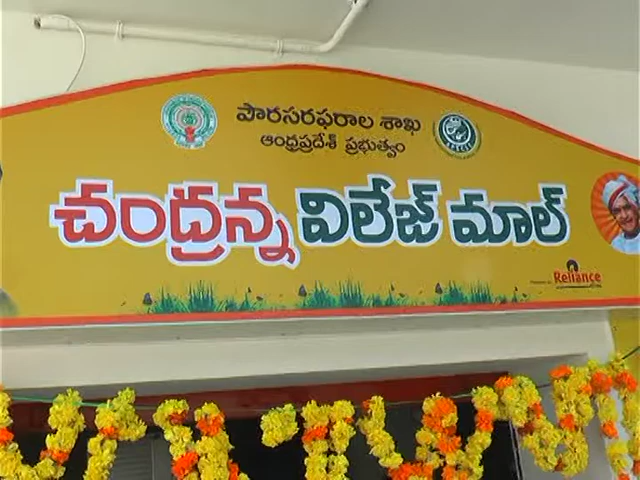 పౌరసరఫరాల శాఖ
ఆంధ్రప్రదేశ్ ప్రభుత్వం
చంద్రన్న విలేజ్ మాల్
Reliance